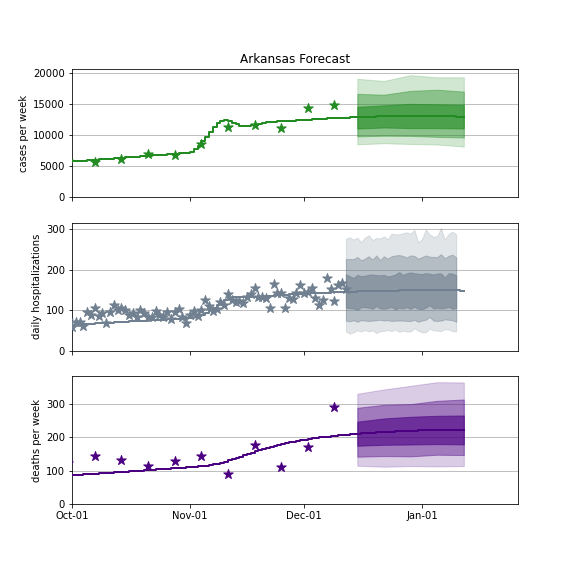 Arkansas Forecast
20000
15000
10000
5000
0
cases per week
300
200
100
0
daily hospitalizations
300
200
100
0
deaths per week
Oct-01 Nov-01 Dec-01 Jan-01